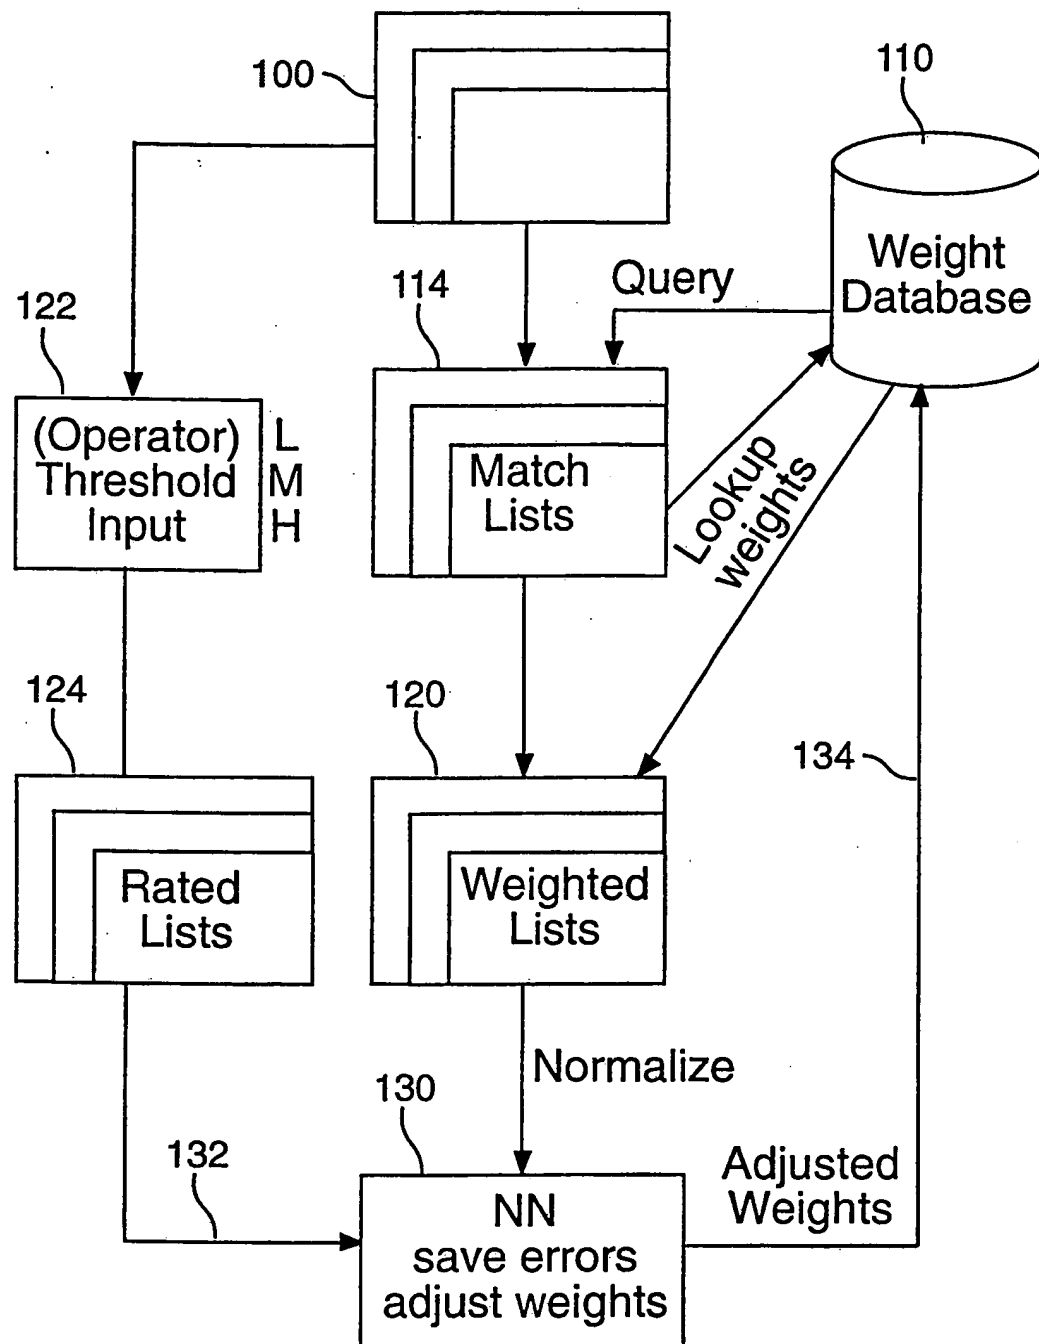 100
110
Weight
Database
Query
114
122
(Operator)
Threshold
Input
L
M
H
Match
Lists
Lookup
weights
124
120
134
Rated
Lists
Weighted
Lists
Normalize
130
132
Adjusted
Weights
NN
save errors
adjust weights